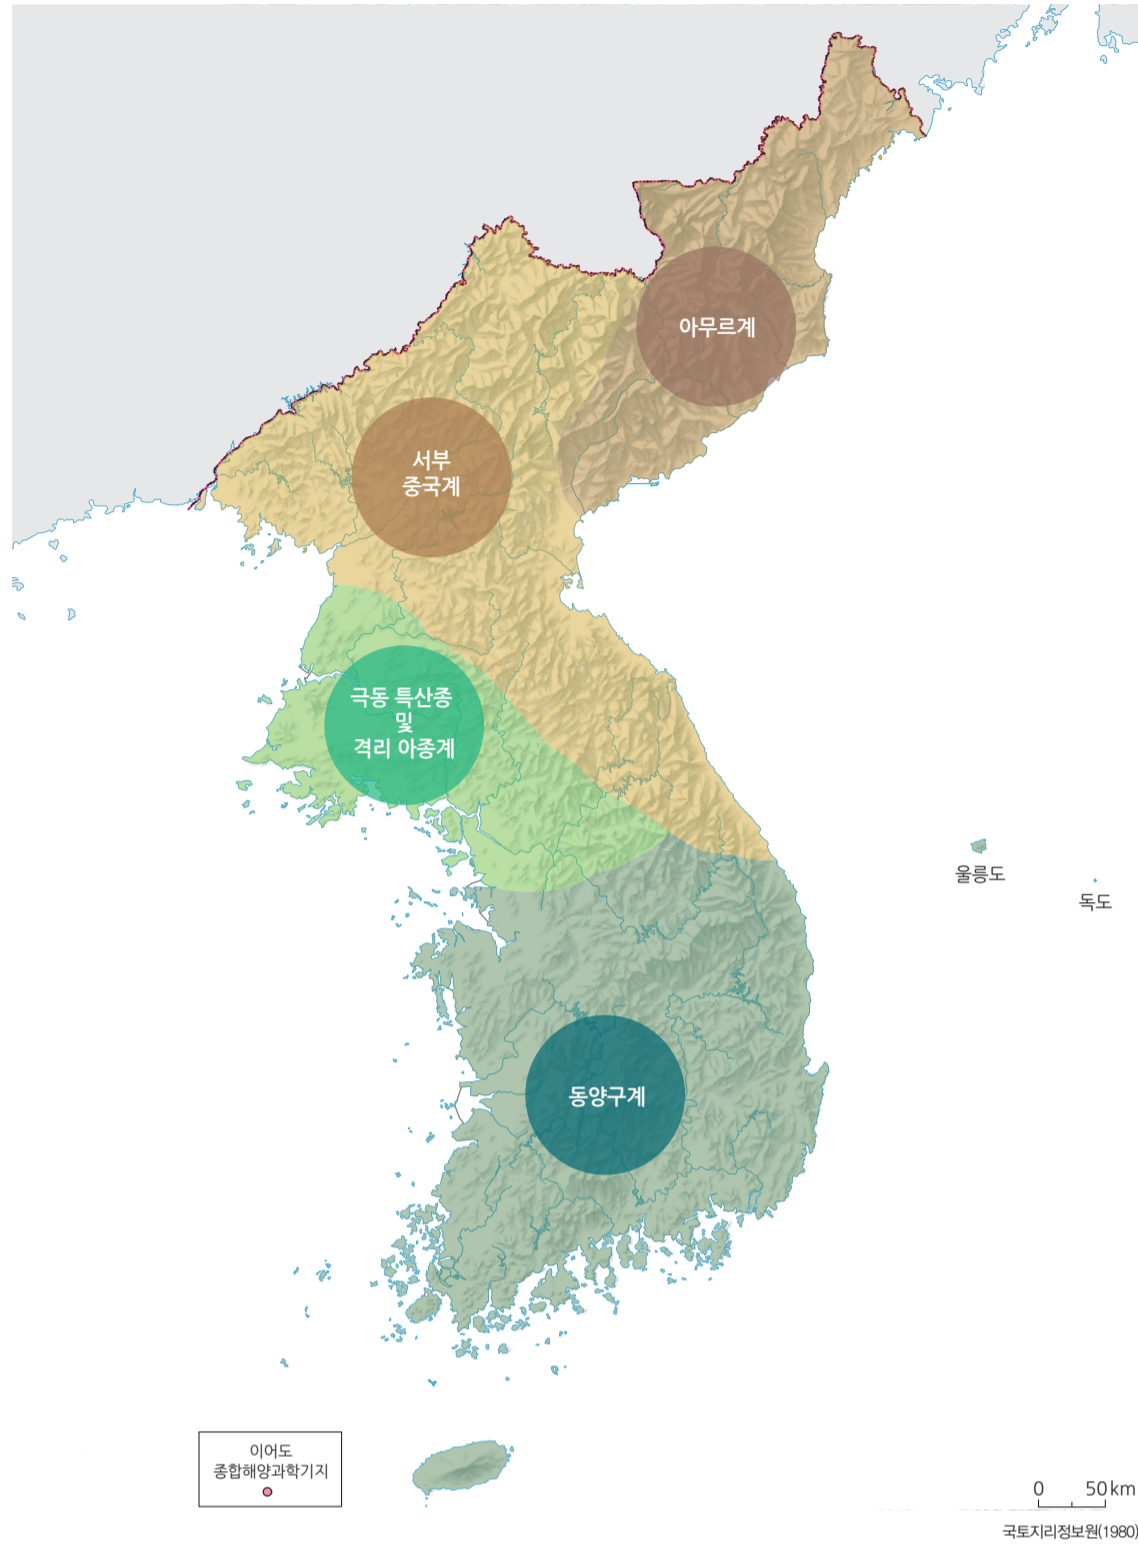 아무르계
서부
중국계
극동 특산종
및
격리 아종계
울릉도
독도
동양구계
이어도
종합해양과학기지
0 50 km
국토지리정보원(1980)